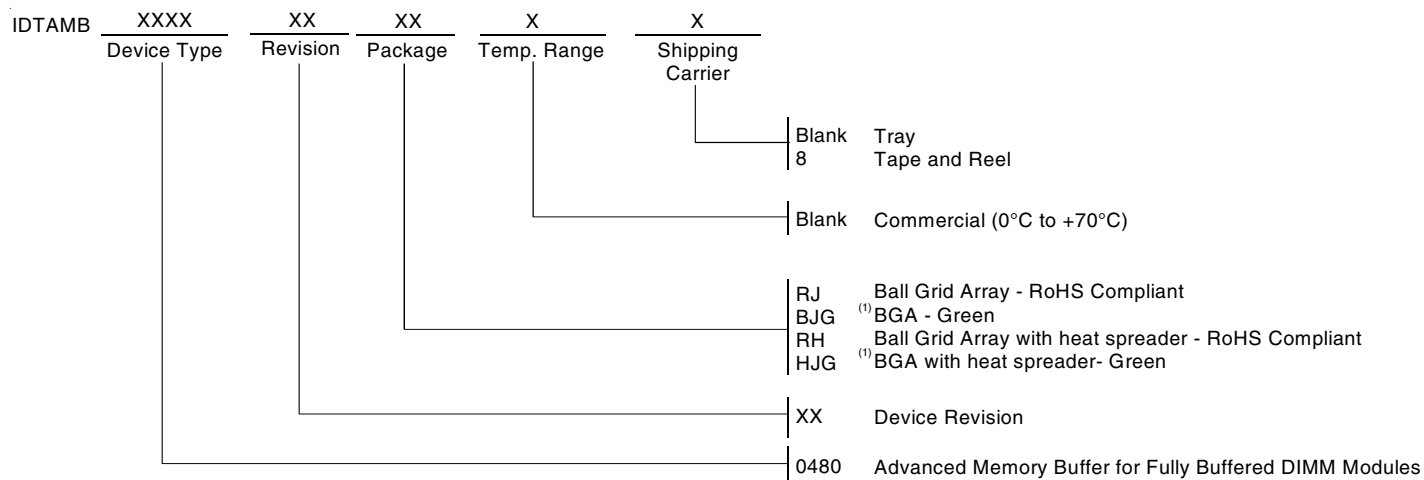 IDTAMB XXXX XX XX X X
Device Type Revision Package Temp. Range Shipping
Carrier
Blank Tray
8 Tape and Reel
Blank Commercial (0°C to +70°C)
RJ Ball Grid Array - RoHS Compliant
BJG (1) BGA - Green
RH Ball Grid Array with heat spreader - RoHS Compliant
HJG (1) BGA with heat spreader- Green
XX Device Revision
0480 Advanced Memory Buffer for Fully Buffered DIMM Modules